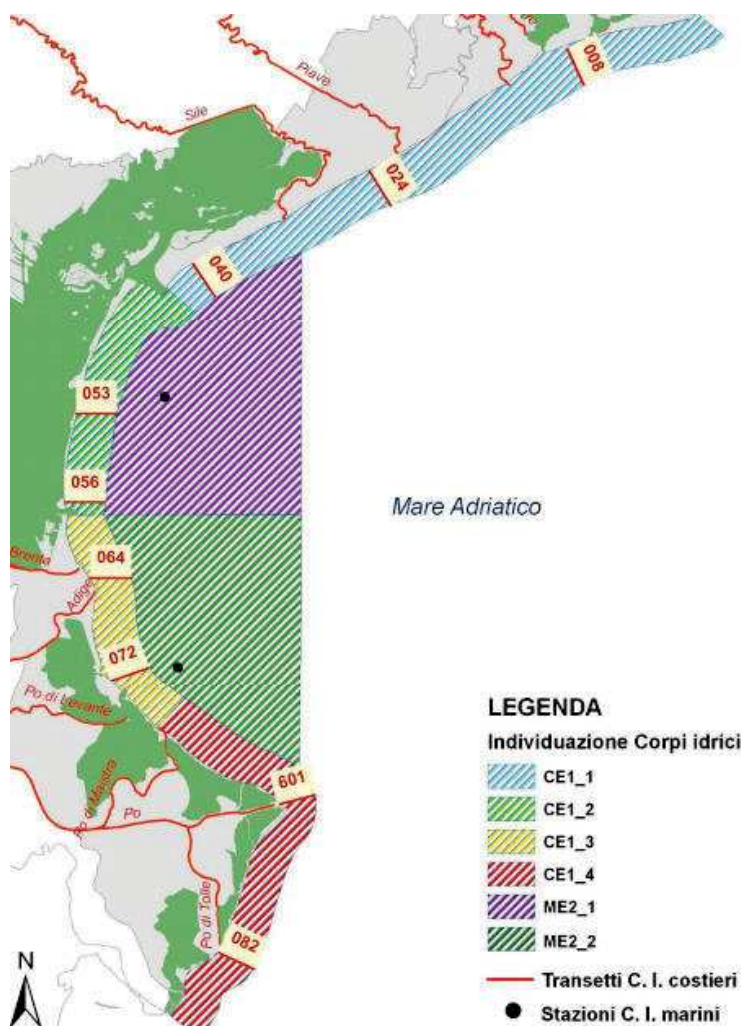 008
Piave
Sile
024
040
053
Mare Adriatico
056
064
Brenta
Adige
072
Po di Levante
601
Po di Maistra
Po
Po di Tolle
082
N
LEGENDA
Individuazione Corpi idrici
CE1_1
CE1_2
CE1_3
CE1_4
ME2_1
ME2_2
Transetti C. I. costieri
Stazioni C. I. marini